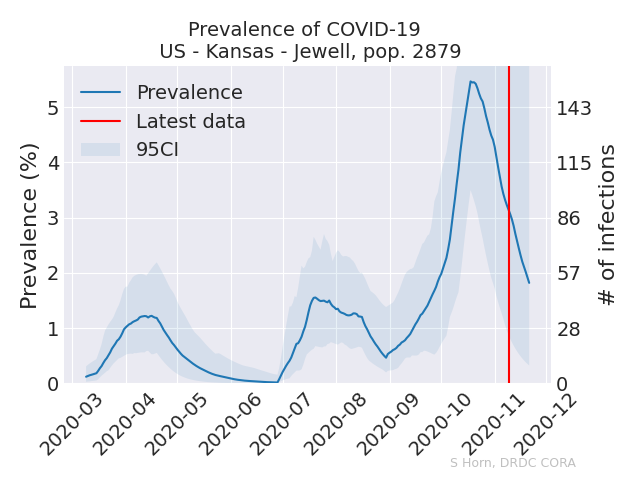 Prevalence of COVID-19
US - Kansas - Jewell, pop. 2879
Prevalence
Latest data
95CI
Prevalence (%)
5
4
3
2
1
0
143
115
86
57
28
0
# of infections
2020-03
2020-04
2020-05
2020-06
2020-07
2020-08
2020-09
2020-10
2020-11
2020-12
S Horn, DRDC CORA